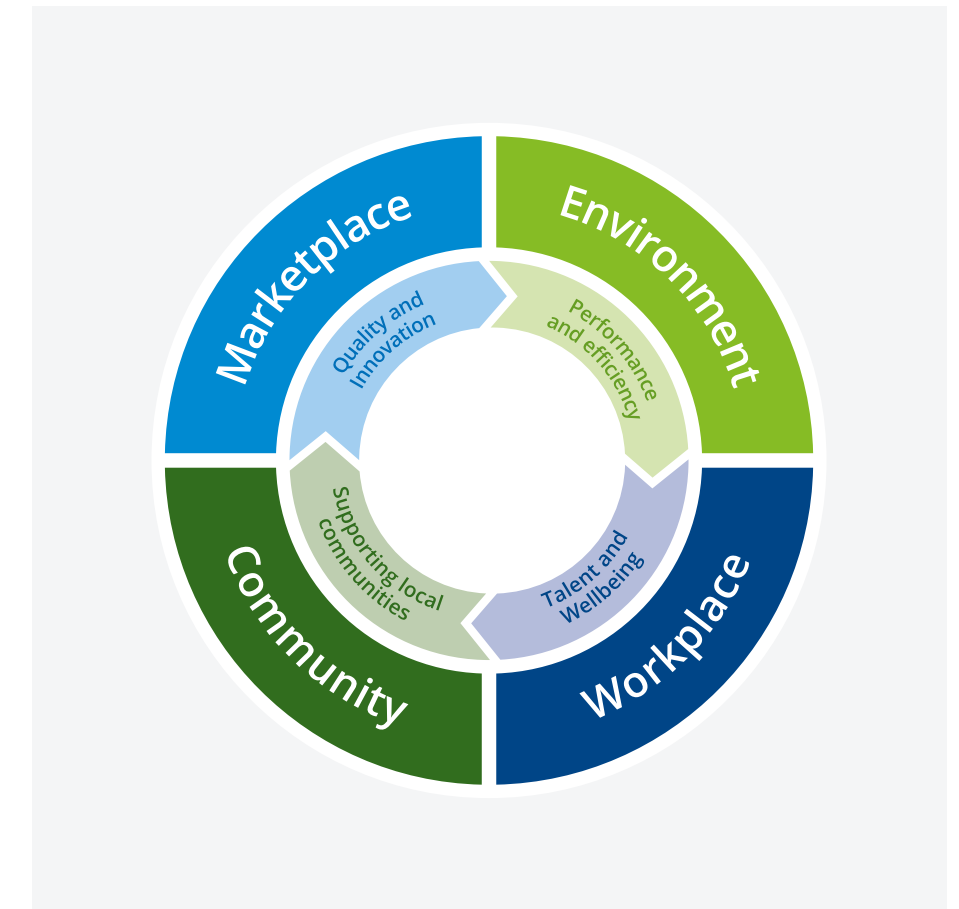 Marketplace
Environment
Quality and
Innovation
Performance
and efficiency
Supporting local
communities
Talent and
Wellbeing
Community
Workplace